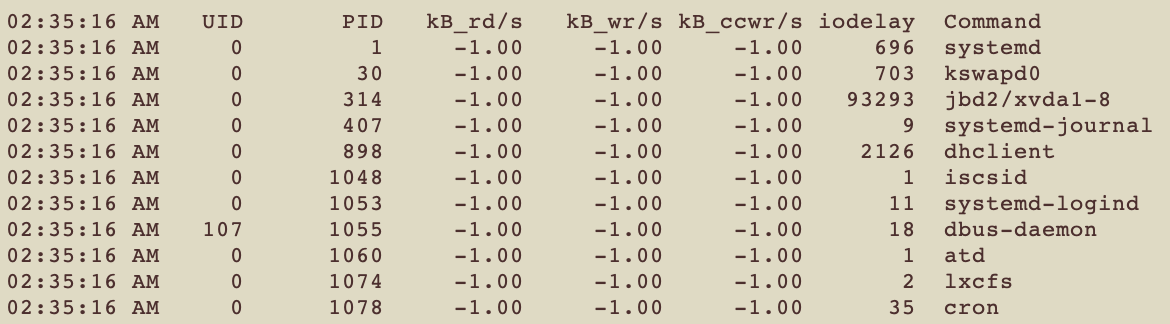 02:35:16 AM   UID       PID   kB_rd/s   kB_wr/s kB_ccwr/s iodelay  Command
02:35:16 AM     0         1     -1.00     -1.00     -1.00     696  systemd
02:35:16 AM     0        30     -1.00     -1.00     -1.00     703  kswapd0
02:35:16 AM     0       314     -1.00     -1.00     -1.00   93293  jbd2/xvda1-8
02:35:16 AM     0       407     -1.00     -1.00     -1.00       9  systemd-journal
02:35:16 AM     0       898     -1.00     -1.00     -1.00    2126  dhclient
02:35:16 AM     0      1048     -1.00     -1.00     -1.00       1  iscsid
02:35:16 AM     0      1053     -1.00     -1.00     -1.00      11  systemd-logind
02:35:16 AM   107      1055     -1.00     -1.00     -1.00      18  dbus-daemon
02:35:16 AM     0      1060     -1.00     -1.00     -1.00       1  atd
02:35:16 AM     0      1074     -1.00     -1.00     -1.00       2  lxcfs
02:35:16 AM     0      1078     -1.00     -1.00     -1.00      35  cron